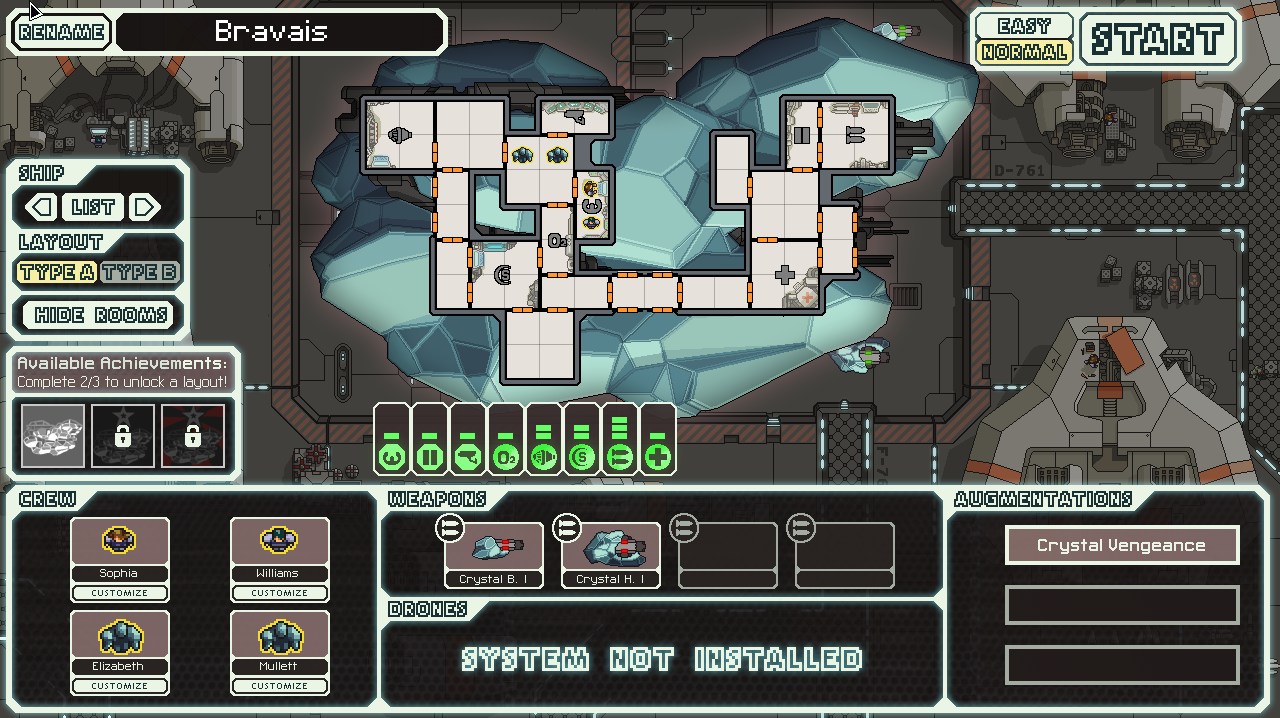 RENAME
Bravais
EASY
NORMAL
START
SHIP
LIST
LAYOUT
TYPE A
TYPE B
HIDE ROOMS
Available Achievements:
Complete 2/3 to unlock a layout!
D-761
O2
O2
S
CREW
Sophia
CUSTOMIZE
Williams
CUSTOMIZE
Elizabeth
CUSTOMIZE
Mullett
CUSTOMIZE
WEAPONS
Crystal B. I
Crystal H. I
DRONES
SYSTEM NOT INSTALLED
AUGMENTATIONS
Crystal Vengeance